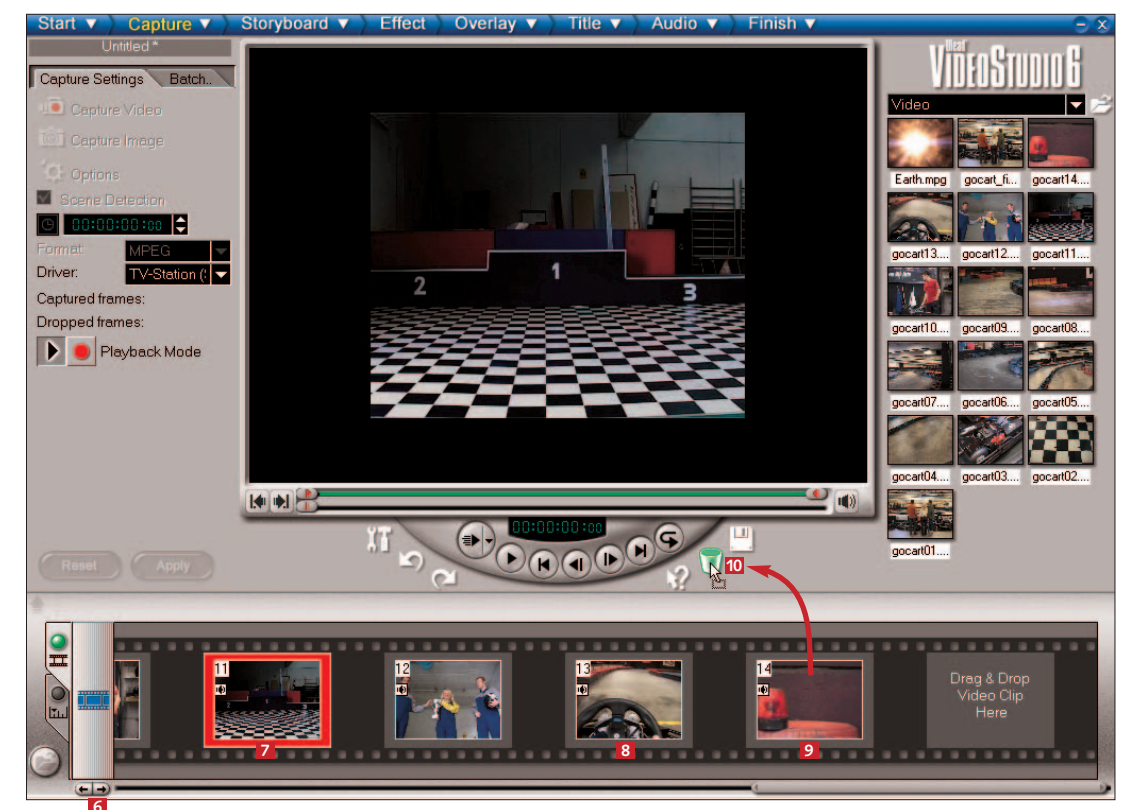 Start ▼ Capture ▼ Storyboard ▼ Effect Overlay ▼ Title ▼ Audio ▼ Finish ▼
Untitled *
Ulead
VIDEOSTUDIO 6
Capture Settings Batch..
Capture Video
Capture Image
Options
Scene Detection
00:00:00:00
Format: MPEG
Driver: TV-Station (
Captured frames:
Dropped frames:
Playback Mode
Reset Apply
2 1 3
00:00:00:00
Video
Earth.mpg gocart_fi... gocart14....
gocart13.... gocart12.... gocart11....
gocart10.... gocart09.... gocart08....
gocart07.... gocart06.... gocart05....
gocart04.... gocart03.... gocart02....
gocart01....
10
11 12 13 14
Drag & Drop
Video Clip
Here
7 8 9
6